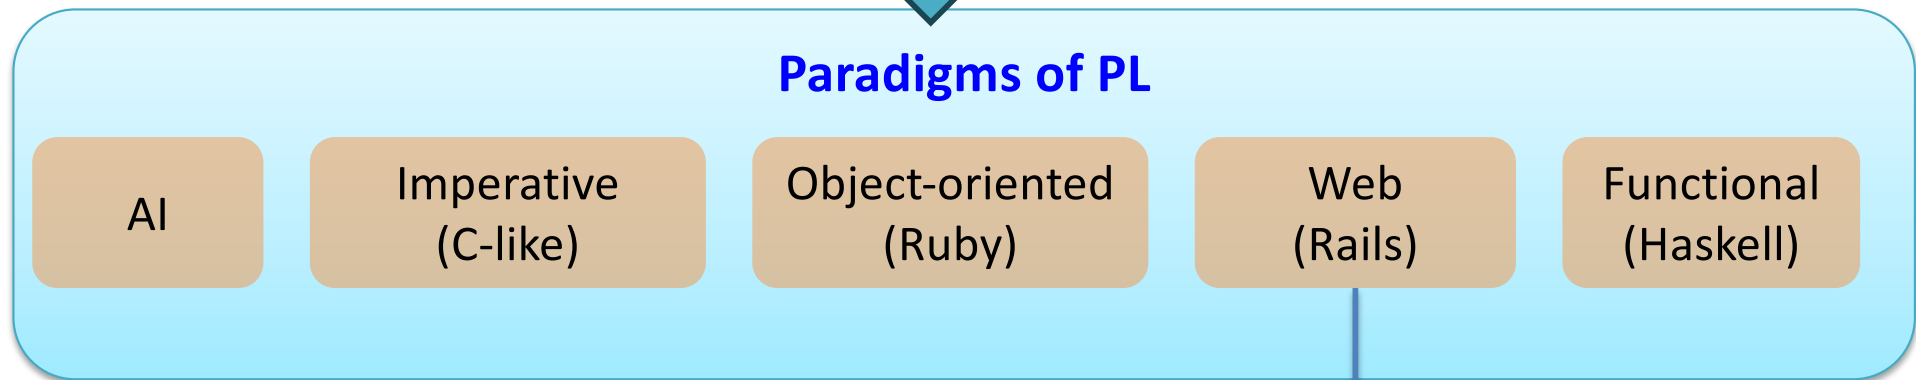 Paradigms of PL
AI
Imperative
(C-like)
Object-oriented
(Ruby)
Web
(Rails)
Functional
(Haskell)